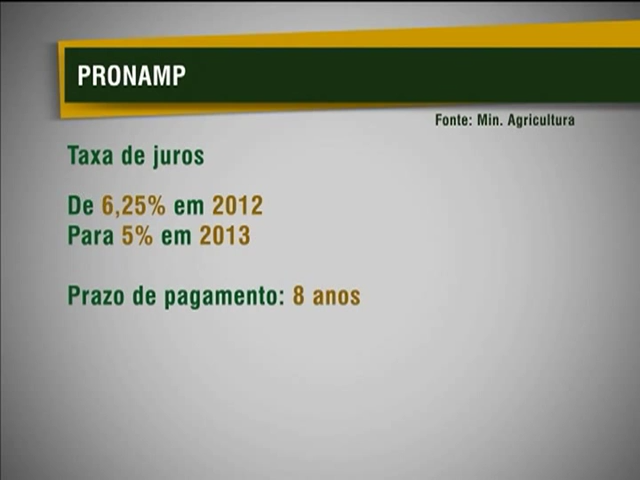 PRONAMP
Fonte: Min. Agricultura
Taxa de juros
De 6,25% em 2012
Para 5% em 2013
Prazo de pagamento: 8 anos